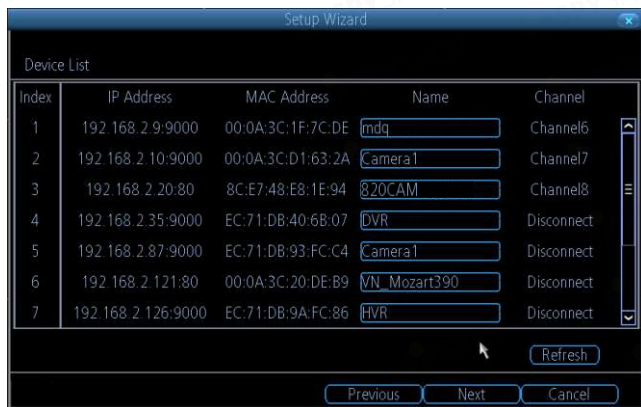 Setup Wizard
Device List
Index IP Address MAC Address Name Channel
1 192.168.2.9:9000 00:0A:3C:1F:7C:DE mdq Channel6
2 192.168.2.10:9000 00:0A:3C:D1:63:2A Camera1 Channel7
3 192.168.2.20:80 8C:E7:48:E8:1E:94 820CAM Channel8
4 192.168.2.35:9000 EC:71:DB:40:6B:07 DVR Disconnect
5 192.168.2.87:9000 EC:71:DB:93:FC:C4 Camera1 Disconnect
6 192.168.2.121:80 00:0A:3C:20:DE:B9 VN_Mozart390 Disconnect
7 192.168.2.126:9000 EC:71:DB:9A:FC:86 HVR Disconnect
Refresh
Previous Next Cancel